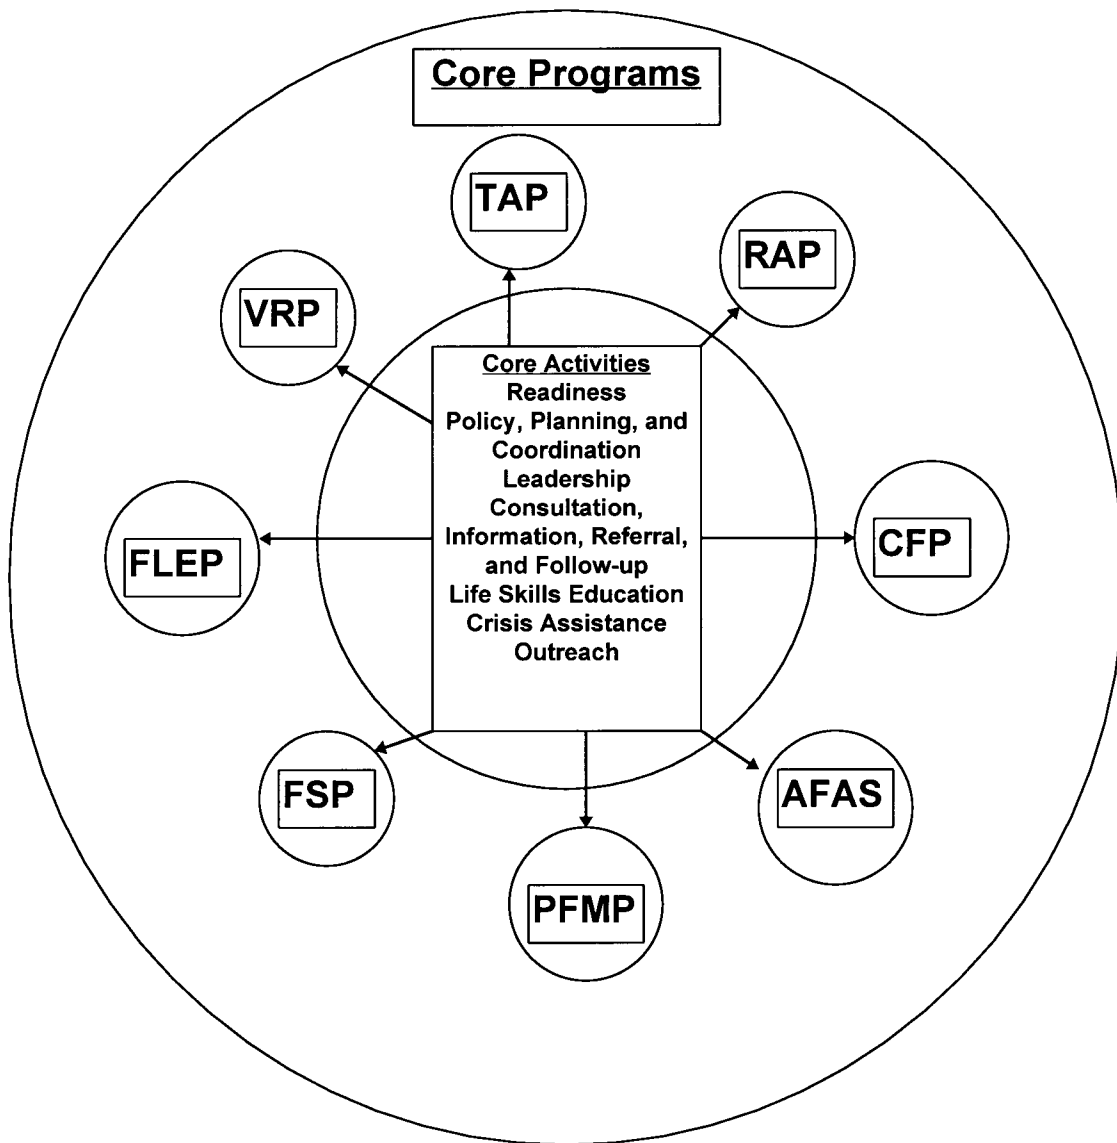 Core Programs
TAP
RAP
VRP
Core Activities
Readiness
Policy, Planning, and
Coordination
Leadership
Consultation,
Information, Referral,
and Follow-up
Life Skills Education
Crisis Assistance
Outreach
FLEP
CFP
FSP
AFAS
PFMP